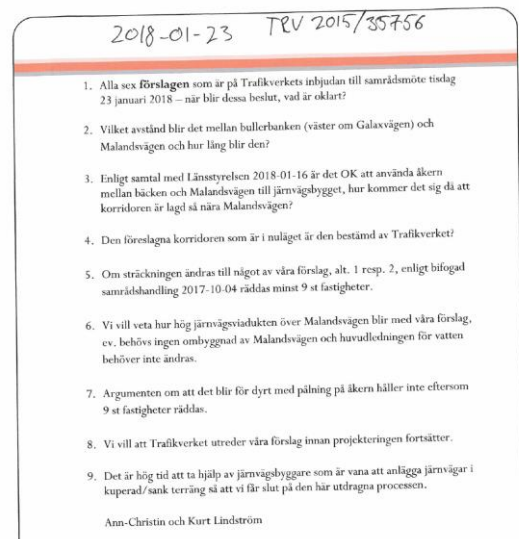 2018-01-23 TRV 2015/35756
1. Alla sex förslagen som är på Trafikverkets inbjudan till samrådsmöte tisdag
23 januari 2018 – när blir dessa beslut, vad är oklart?
2. Vilket avstånd blir det mellan bullerbanken (väster om Galaxvägen) och
Malandsvägen och hur lång blir den?
3. Enligt samtal med Länsstyrelsen 2018-01-16 är det OK att använda åkern
mellan bäcken och Malandsvägen till järnvägsbygget, hur kommer det sig då att
korridoren är lagd så nära Malandsvägen?
4. Den föreslagna korridoren som är i nuläget är den bestämd av Trafikverket?
5. Om sträckningen ändras till något av våra förslag, alt. 1 resp. 2, enligt bifogad
samrådshandling 2017-10-04 räddas minst 9 st fastigheter.
6. Vi vill veta hur hög järnvägsviadukten över Malandsvägen blir med våra förslag,
ev. behövs ingen ombyggnad av Malandsvägen och huvudledningen för vatten
behöver inte ändras.
7. Argumenten om att det blir för dyrt med pålning på åkern håller inte eftersom
9 st fastigheter räddas.
8. Vi vill att Trafikverket utreder våra förslag innan projekteringen fortsätter.
9. Det är hög tid att ta hjälp av järnvägsbyggare som är vana att anlägga järnvägar i
kuperad/sank terräng så att vi får slut på den här utdragna processen.
Ann-Christin och Kurt Lindström